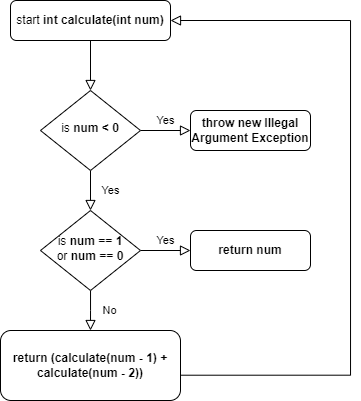 start int calculate(int num)
is num < 0
Yes
throw new Illegal
Argument Exception
Yes
is num == 1
or num == 0
Yes
return num
No
return (calculate(num - 1) +
calculate(num - 2))